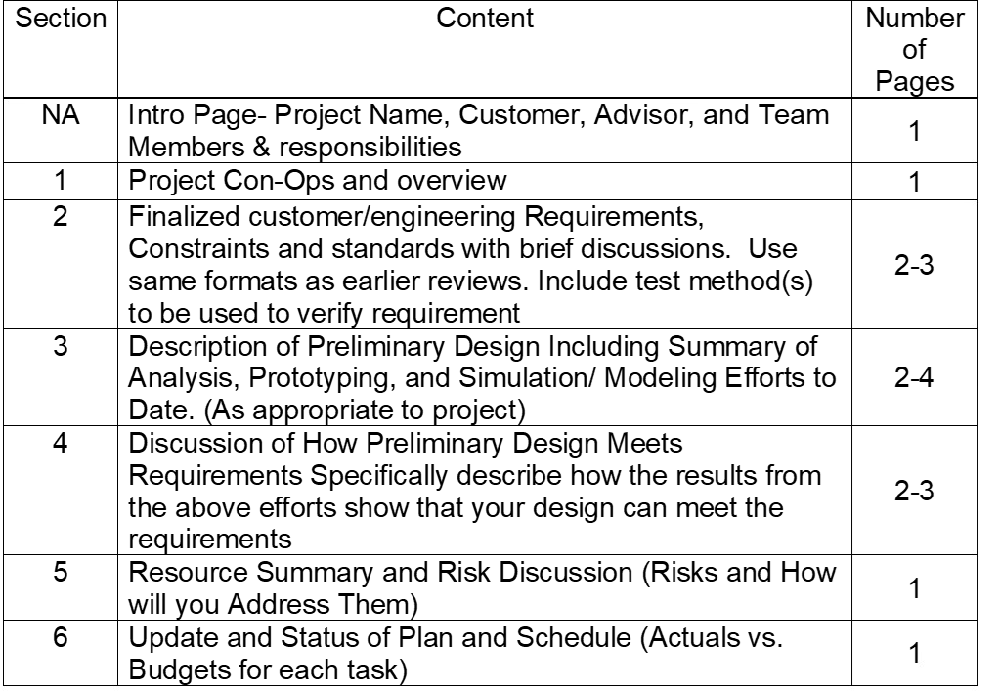 Section Content Number
of
Pages
NA Intro Page- Project Name, Customer, Advisor, and Team
Members & responsibilities 1
1 Project Con-Ops and overview 1
2 Finalized customer/engineering Requirements,
Constraints and standards with brief discussions.  Use
same formats as earlier reviews. Include test method(s)
to be used to verify requirement 2-3
3 Description of Preliminary Design Including Summary of
Analysis, Prototyping, and Simulation/ Modeling Efforts to
Date. (As appropriate to project) 2-4
4 Discussion of How Preliminary Design Meets
Requirements Specifically describe how the results from
the above efforts show that your design can meet the
requirements 2-3
5 Resource Summary and Risk Discussion (Risks and How
will you Address Them) 1
6 Update and Status of Plan and Schedule (Actuals vs.
Budgets for each task) 1